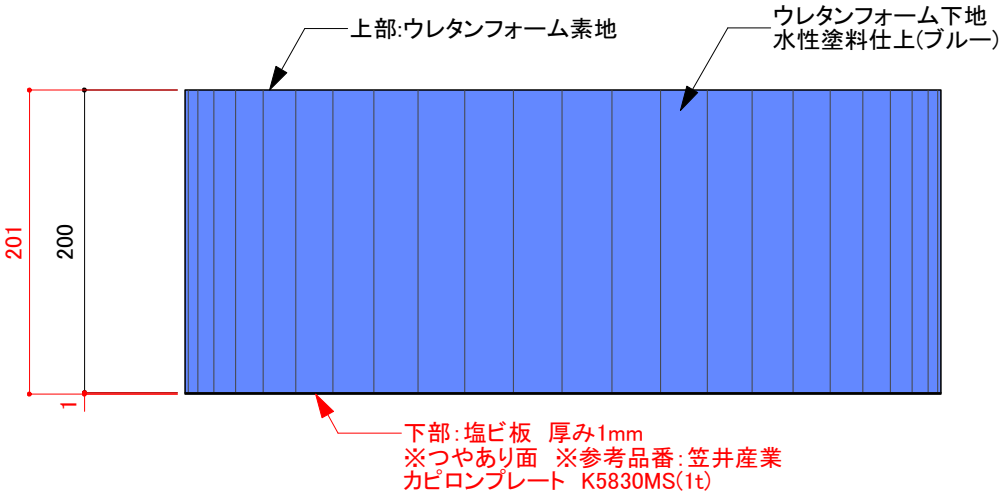 上部:ウレタンフォーム素地
ウレタンフォーム下地
水性塗料仕上(ブルー)
201
200
1
下部:塩ビ板 厚み1mm
※つやあり面 ※参考品番:笠井産業
カピロンプレート K5830MS(1t)